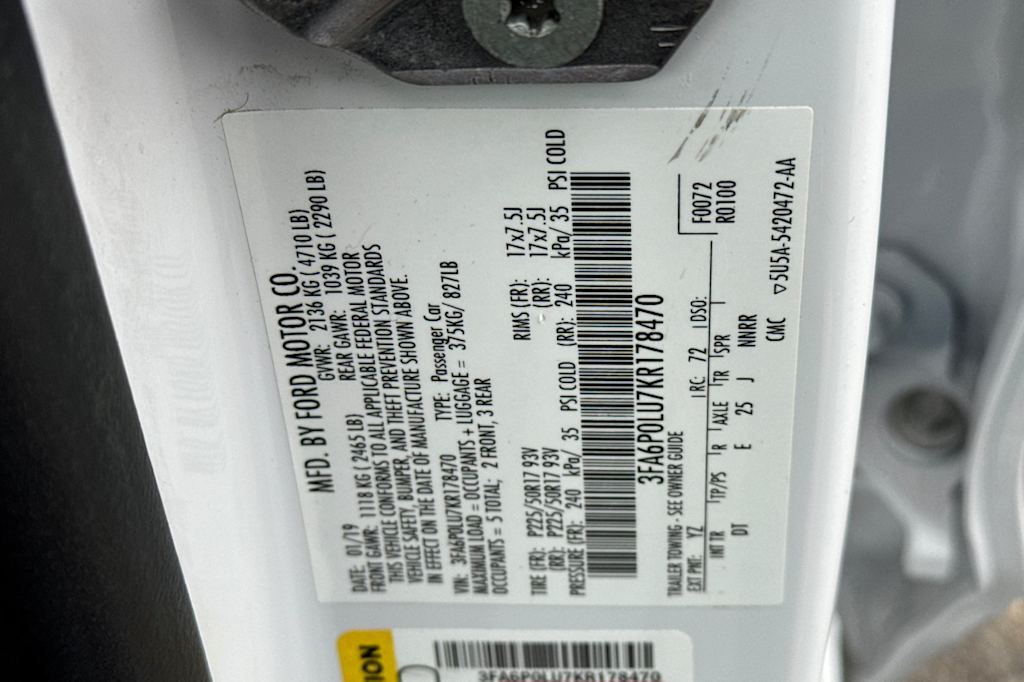 MFD. BY FORD MOTOR CO.
DATE: 01/19 GVWR: 2136 KG ( 4710 LB)
FRONT GAWR: 1118 KG ( 2465 LB) REAR GAWR: 1039 KG ( 2290 LB)
THIS VEHICLE CONFORMS TO ALL APPLICABLE FEDERAL MOTOR
VEHICLE SAFETY, BUMPER, AND THEFT PREVENTION STANDARDS
IN EFFECT ON THE DATE OF MANUFACTURE SHOWN ABOVE.
VIN: 3FA6P0LU7KR178470 TYPE: Passenger Car
MAXIMUM LOAD = OCCUPANTS + LUGGAGE = 375KG/ 827LB
OCCUPANTS = 5 TOTAL; 2 FRONT, 3 REAR
TIRE (FR): P225/50R17 93V RIMS (FR): 17x7.5J
(RR): P225/50R17 93V (RR): 17x7.5J
PRESSURE (FR): 240 kPa/ 35 PSI COLD (RR): 240 kPa/ 35 PSI COLD
3FA6P0LU7KR178470
TRAILER TOWING - SEE OWNER GUIDE F0072
EXT PNT: YZ RC: 72 DSO: R0100
INT TR TP/PS R AXLE TR SPR
DT E 25 J NNRR
CMC ▽5U5A-5420472-AA
3FA6P0LU7KR178470